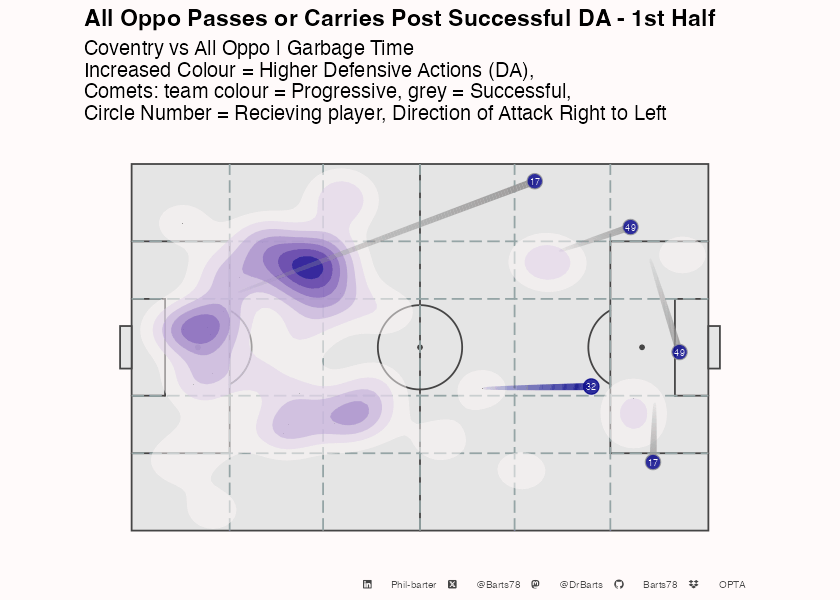 All Oppo Passes or Carries Post Successful DA - 1st Half
Coventry vs All Oppo | Garbage Time
Increased Colour = Higher Defensive Actions (DA),
Comets: team colour = Progressive, grey = Successful,
Circle Number = Recieving player, Direction of Attack Right to Left
17
49
49
32
17
Phil-barter @Barts78 @DrBarts Barts78 OPTA